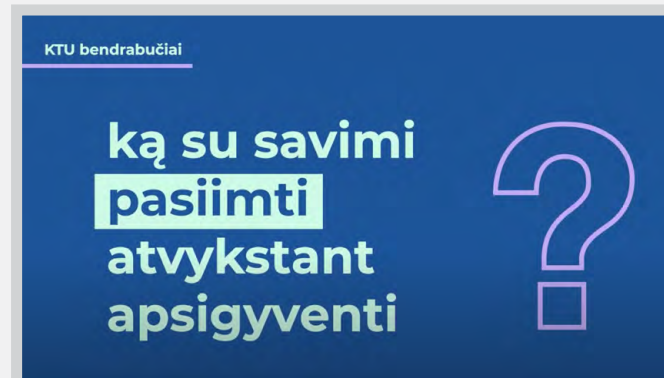 KTU bendrabučiai
ką su savimi
pasiimti
atvykstant
apsigyventi
?